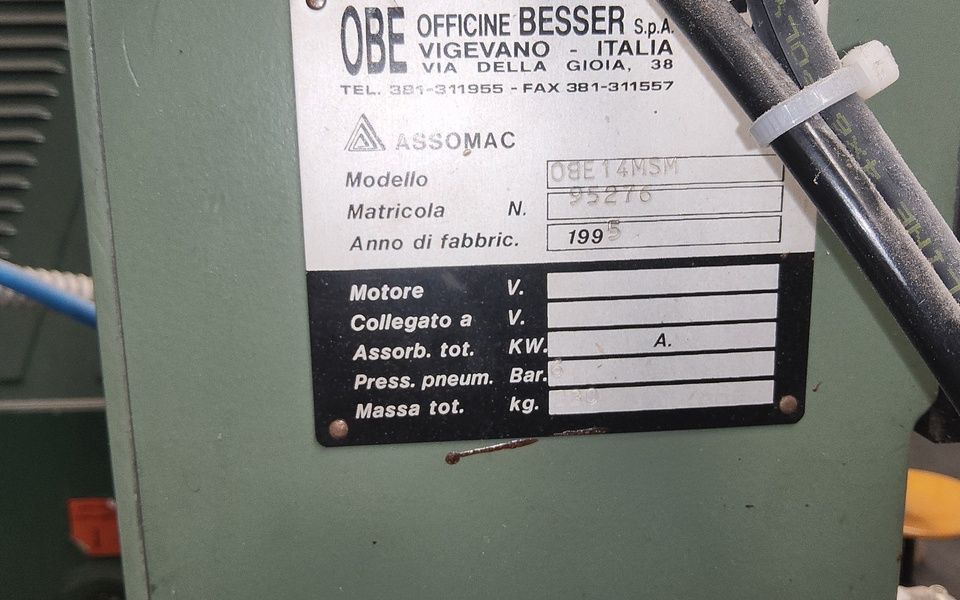 OBE OFFICINE BESSER S.p.A.
VIGEVANO - ITALIA
VIA DELLA GIOIA, 38
TEL. 381-311955 - FAX 381-311557
ASSOMAC
Modello OBE14MSM
Matricola N. 95276
Anno di fabbric. 1995
Motore V.
Collegato a V.
Assorb. tot. KW. A.
Press. pneum. Bar. 6
Massa tot. kg.